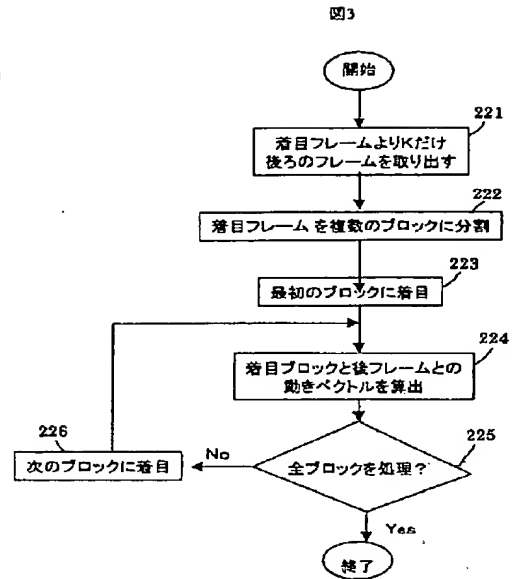 図3
開始
221
着目フレームよりKだけ
後ろのフレームを取り出す
222
着目フレームを複数のブロックに分割
223
最初のブロックに着目
224
着目ブロックと後フレームとの
動きベクトルを算出
225
全ブロックを処理?
No
226
次のブロックに着目
Yes
終了